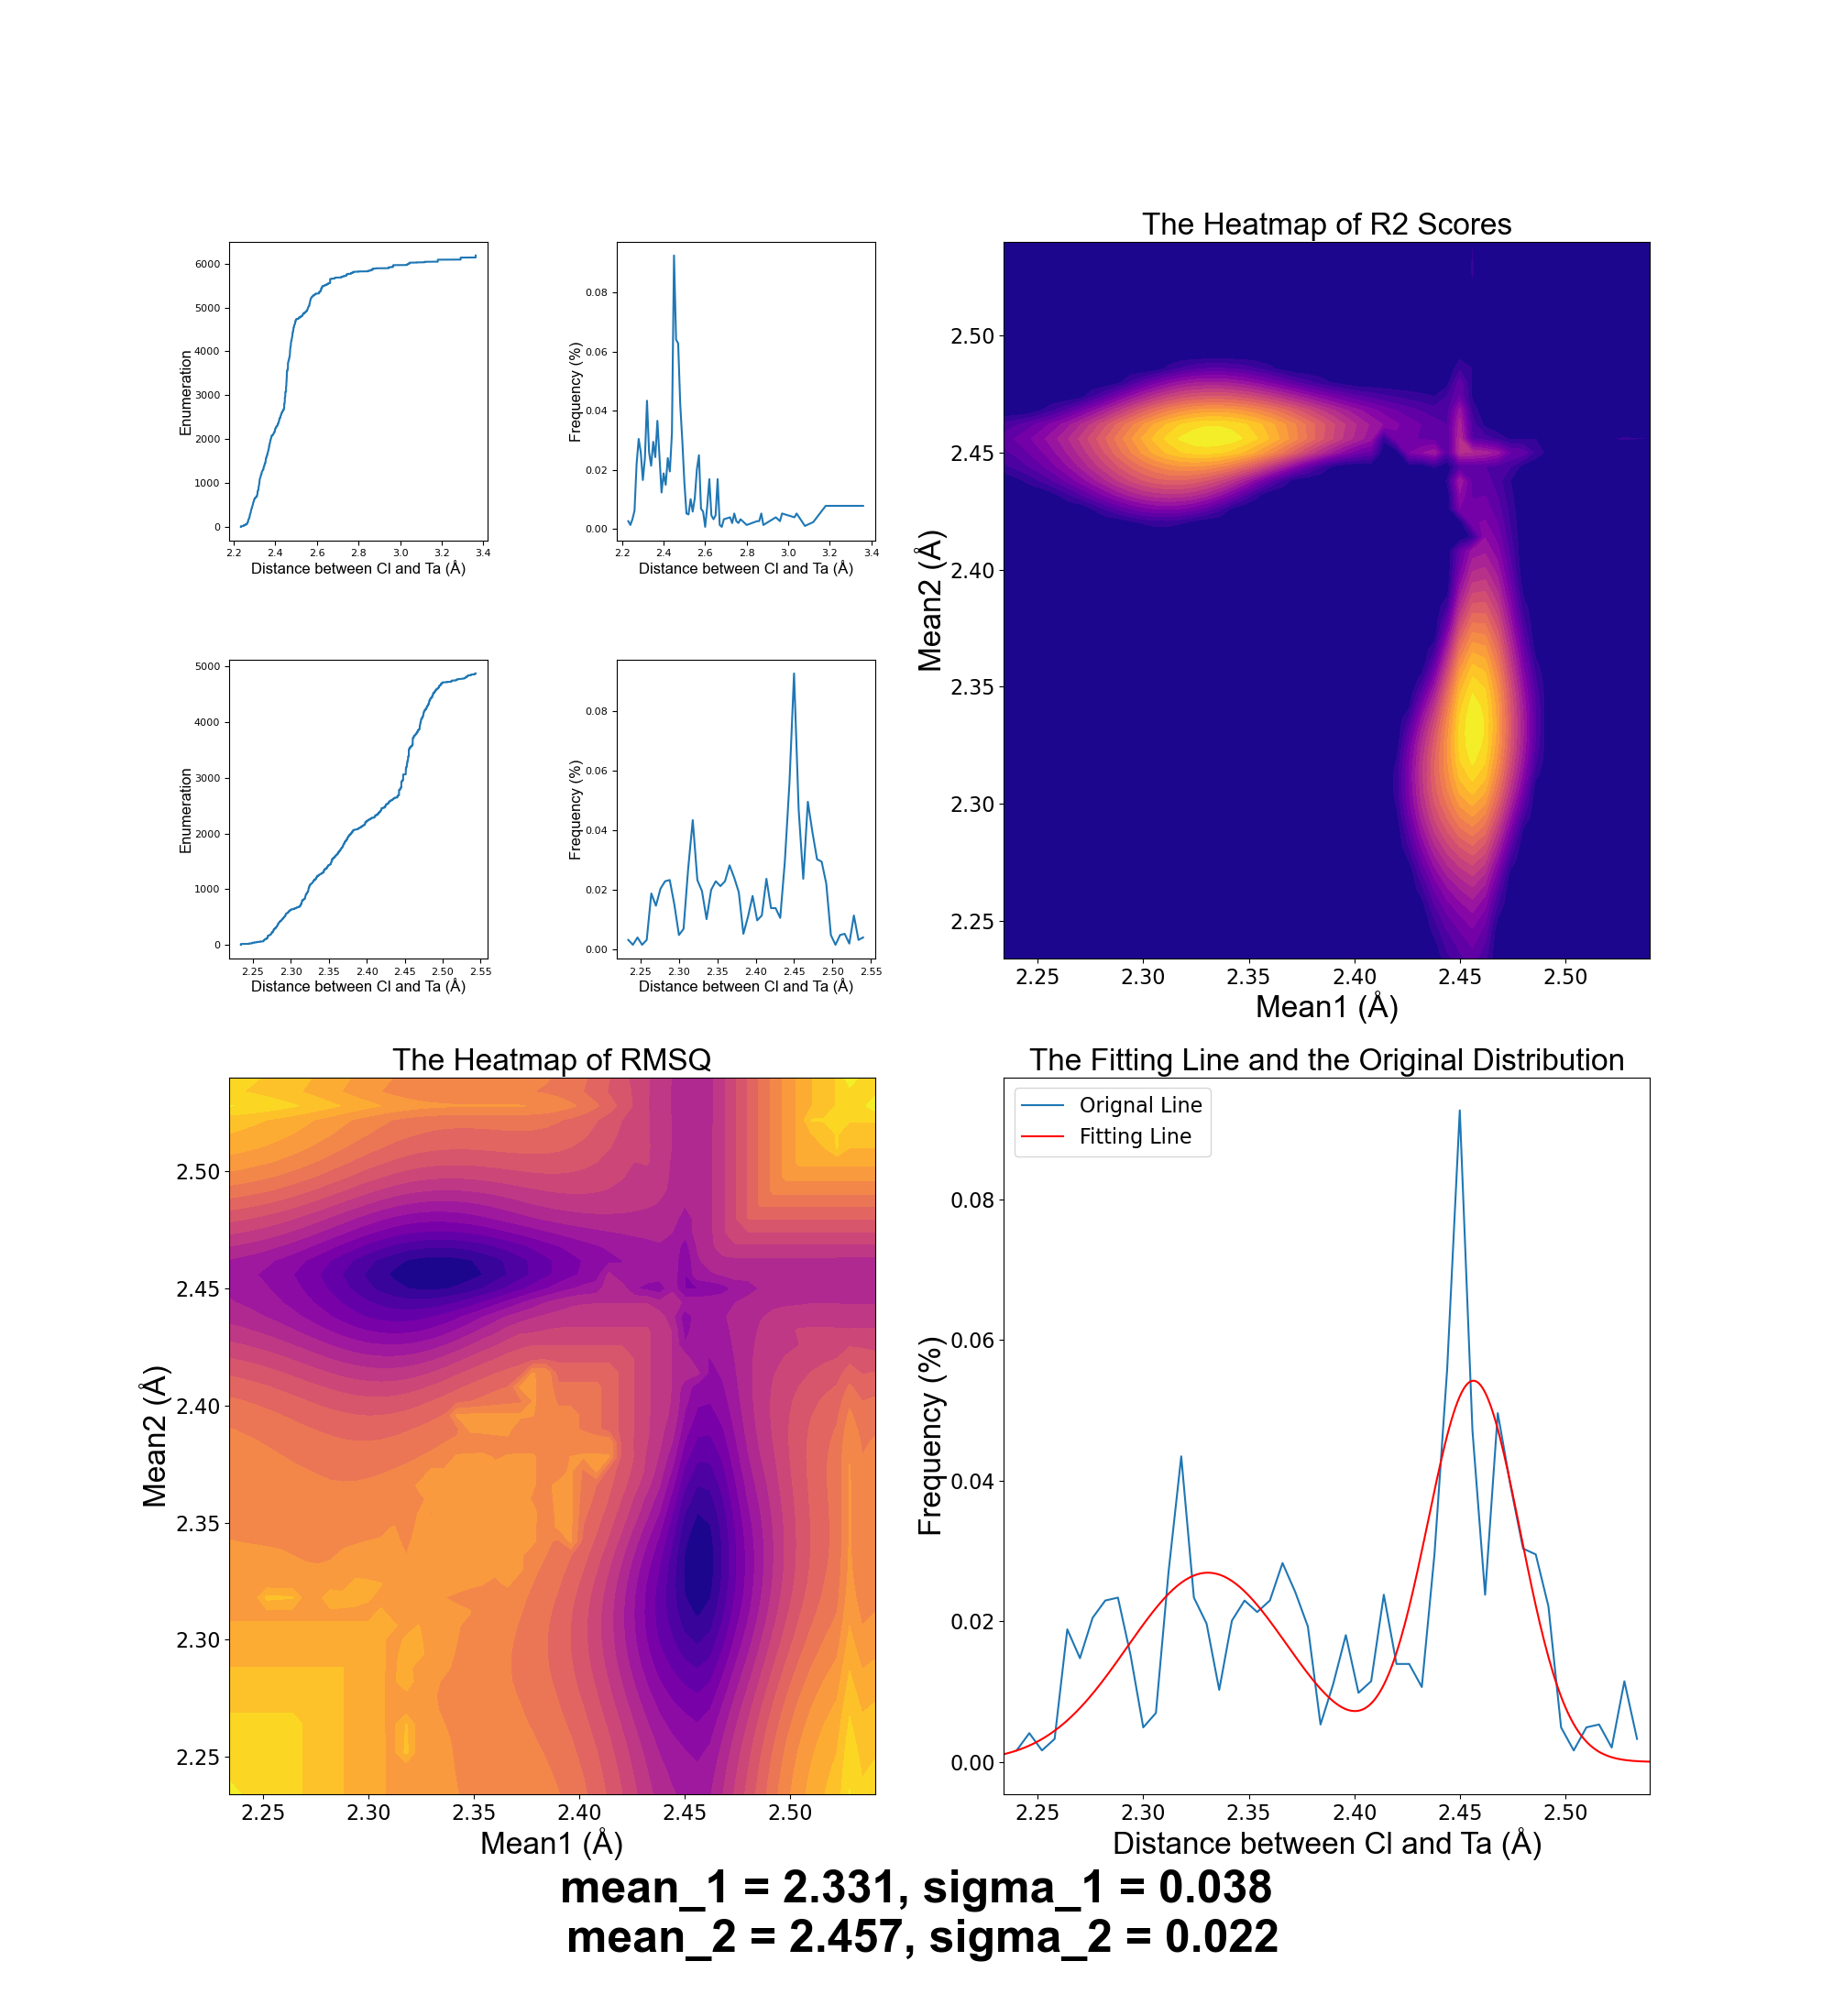 The Heatmap of R2 Scores
6000
5000
4000
3000
2000
1000
0
Enumeration
2.2 2.4 2.6 2.8 3.0 3.2 3.4
Distance between Cl and Ta (Å)
0.08
0.06
0.04
0.02
0.00
Frequency (%)
2.2 2.4 2.6 2.8 3.0 3.2 3.4
Distance between Cl and Ta (Å)
2.50
2.45
2.40
2.35
2.30
2.25
Mean2 (Å)
2.25 2.30 2.35 2.40 2.45 2.50
Mean1 (Å)
5000
4000
3000
2000
1000
0
Enumeration
2.25 2.30 2.35 2.40 2.45 2.50 2.55
Distance between Cl and Ta (Å)
0.08
0.06
0.04
0.02
0.00
Frequency (%)
2.25 2.30 2.35 2.40 2.45 2.50 2.55
Distance between Cl and Ta (Å)
The Heatmap of RMSQ
2.50
2.45
2.40
2.35
2.30
2.25
Mean2 (Å)
2.25 2.30 2.35 2.40 2.45 2.50
Mean1 (Å)
The Fitting Line and the Original Distribution
Orignal Line
Fitting Line
0.08
0.06
0.04
0.02
0.00
Frequency (%)
2.25 2.30 2.35 2.40 2.45 2.50
Distance between Cl and Ta (Å)
mean_1 = 2.331, sigma_1 = 0.038
mean_2 = 2.457, sigma_2 = 0.022